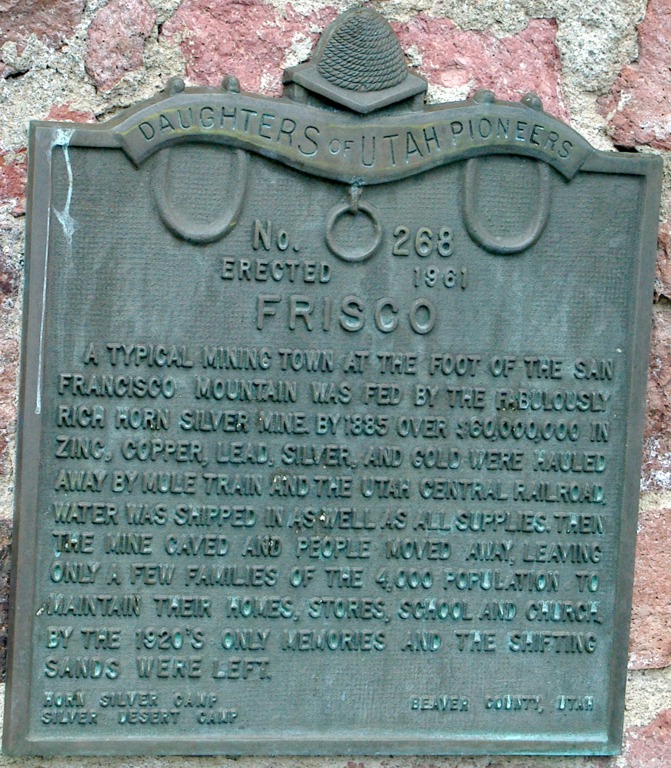 DAUGHTERS OF UTAH PIONEERS
No. 268
ERECTED 1961
FRISCO
A TYPICAL MINING TOWN AT THE FOOT OF THE SAN
FRANCISCO MOUNTAIN WAS FED BY THE FABULOUSLY
RICH HORN SILVER MINE. BY 1885 OVER $60,000,000 IN
ZINC, COPPER, LEAD, SILVER, AND GOLD WERE HAULED
AWAY BY MULE TRAIN AND THE UTAH CENTRAL RAILROAD.
WATER WAS SHIPPED IN AS WELL AS ALL SUPPLIES. THEN
THE MINE CAVED AND PEOPLE MOVED AWAY, LEAVING
ONLY A FEW FAMILIES OF THE 4,000 POPULATION TO
MAINTAIN THEIR HOMES, STORES, SCHOOL AND CHURCH.
BY THE 1920'S ONLY MEMORIES AND THE SHIFTING
SANDS WERE LEFT.
HORN SILVER CAMP
SILVER DESERT CAMP
BEAVER COUNTY, UTAH